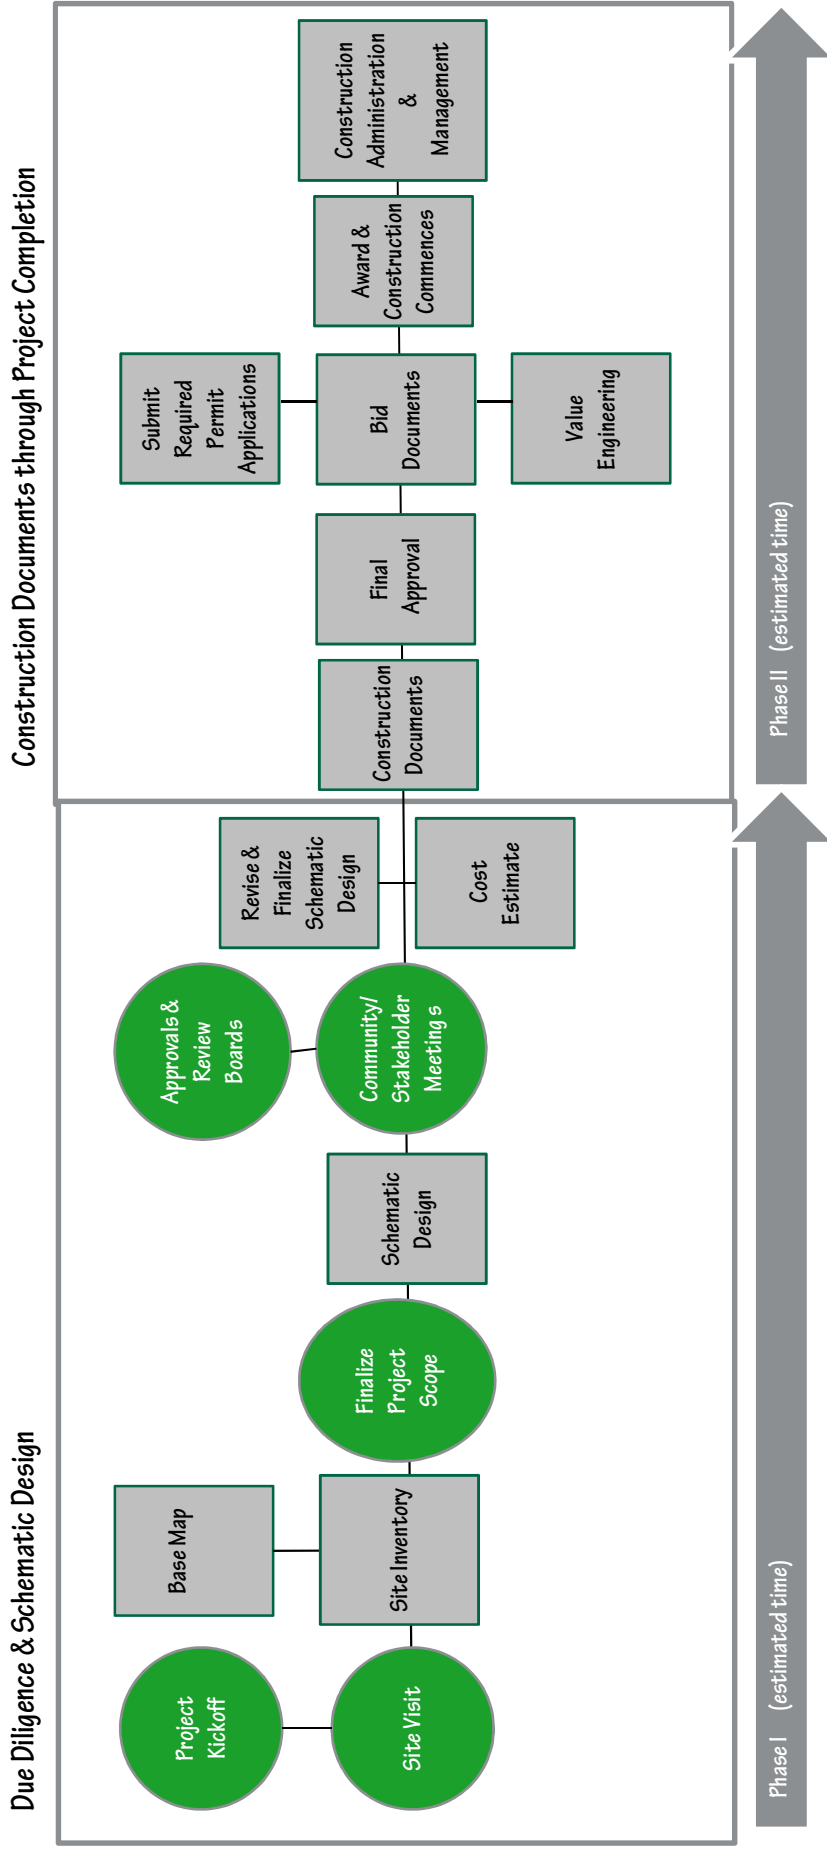 Due Diligence & Schematic Design
Project
Kickoff
Site Visit
Base Map
Site Inventory
Finalize
Project
Scope
Schematic
Design
Approvals &
Review
Boards
Community/
Stakeholder
Meeting s
Revise &
Finalize
Schematic
Design
Cost
Estimate
Phase I (estimated time)
Construction Documents through Project Completion
Construction
Documents
Final
Approval
Submit
Required
Permit
Applications
Bid
Documents
Value
Engineering
Award &
Construction
Commences
Construction
Administration
&
Management
Phase II (estimated time)